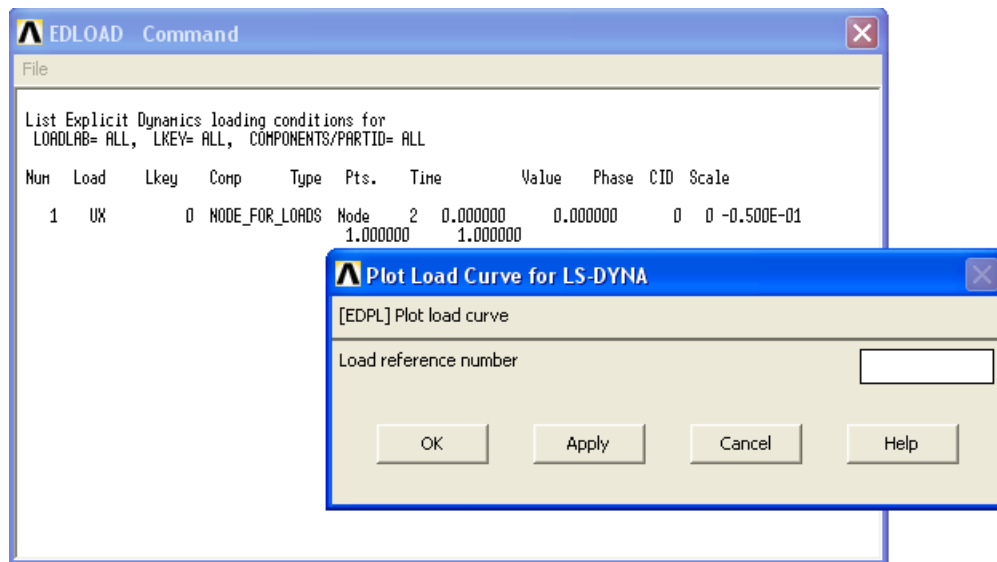 EDLOAD Command
File
List Explicit Dynamics loading conditions for
LOADLAB= ALL, LKEY= ALL, COMPONENTS/PARTID= ALL
Num Load Lkey Comp Type Pts. Time Value Phase CID Scale
1 UX 0 NODE_FOR_LOADS Node 2 0.000000 0.000000 0 0 -0.500E-01
1.000000 1.000000
Plot Load Curve for LS-DYNA
[EDPL] Plot load curve
Load reference number
OK Apply Cancel Help